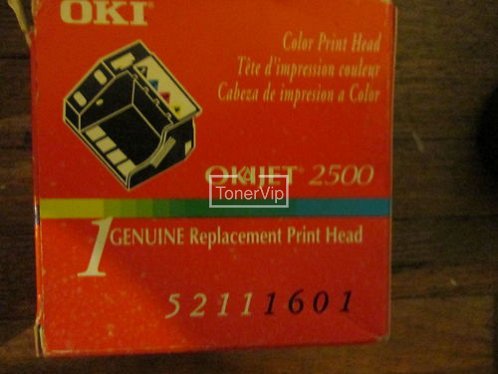 OKI
Color Print Head
Tête d'impression couleur
Cabeza de impresion a Color
OKIJET 2500
TonerVip
1 GENUINE Replacement Print Head
52111601